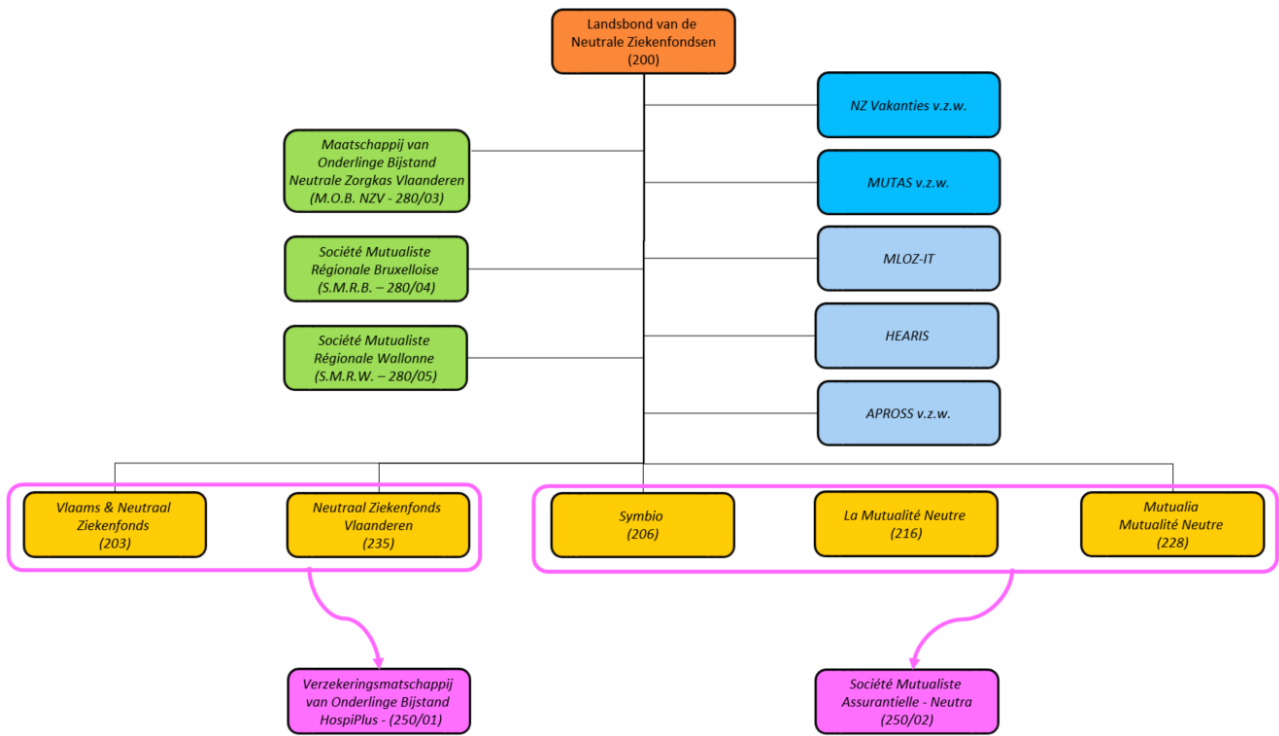 Landsbond van de
Neutrale Ziekenfondsen
(200)
NZ Vakanties v.z.w.
Maatschappij van
Onderlinge Bijstand
Neutrale Zorgkas Vlaanderen
(M.O.B. NZV - 280/03)
MUTAS v.z.w.
Société Mutualiste
Régionale Bruxelloise
(S.M.R.B. – 280/04)
MLOZ-IT
Société Mutualiste
Régionale Wallonne
(S.M.R.W. – 280/05)
HEARIS
APROSS v.z.w.
Vlaams & Neutraal
Ziekenfonds
(203)
Neutraal Ziekenfonds
Vlaanderen
(235)
Symbio
(206)
La Mutualité Neutre
(216)
Mutualia
Mutualité Neutre
(228)
Verzekeringsmatschappij
van Onderlinge Bijstand
HospiPlus - (250/01)
Société Mutualiste
Assurantielle - Neutra
(250/02)